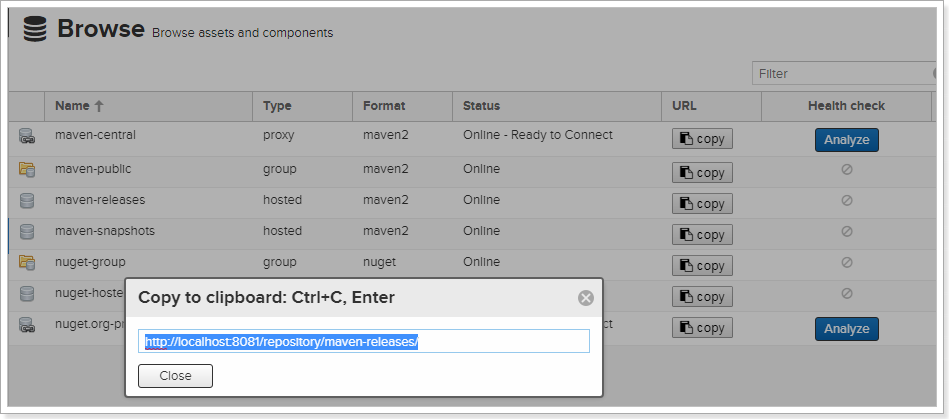 Browse Browse assets and components
Filter
Name Type Format Status URL Health check
maven-central proxy maven2 Online - Ready to Connect copy Analyze
maven-public group maven2 Online copy
maven-releases hosted maven2 Online copy
maven-snapshots hosted maven2 Online copy
nuget-group group nuget Online copy
nuget-hoste copy
nuget.org-pr ct copy Analyze
Copy to clipboard: Ctrl+C, Enter
http://localhost:8081/repository/maven-releases/
Close